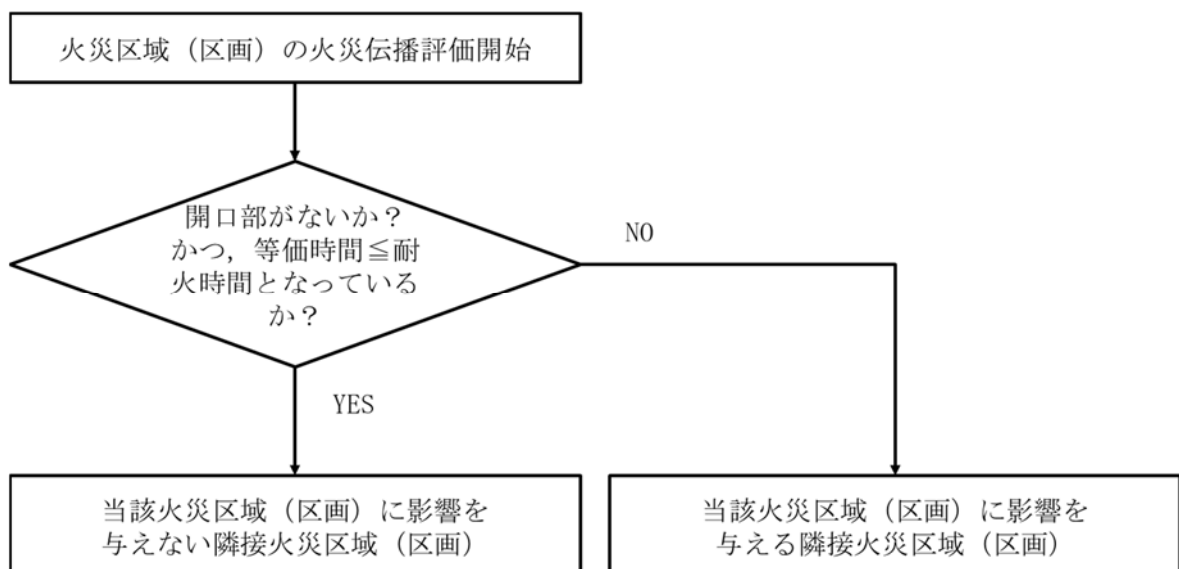 火災区域（区画）の火災伝播評価開始
開口部がないか？
かつ，等価時間≦耐
火時間となっている
か？
NO
YES
当該火災区域（区画）に影響を
与えない隣接火災区域（区画）
当該火災区域（区画）に影響を
与える隣接火災区域（区画）